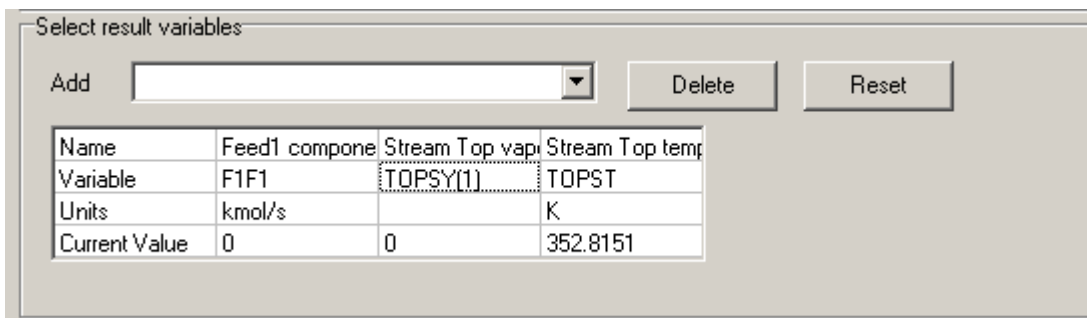 Select result variables
Add Delete Reset
Name Feed1 compone Stream Top vap Stream Top temp
Variable F1F1 TOPSY(1) TOPST
Units kmol/s K
Current Value 0 0 352.8151